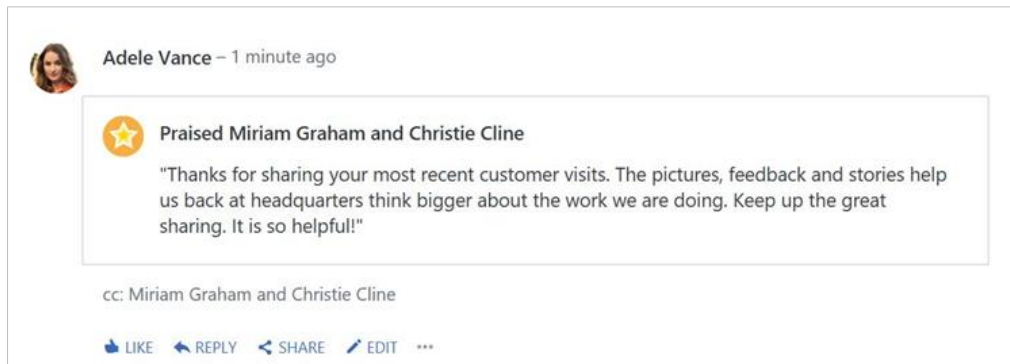 Adele Vance – 1 minute ago
Praised Miriam Graham and Christie Cline
"Thanks for sharing your most recent customer visits. The pictures, feedback and stories help
us back at headquarters think bigger about the work we are doing. Keep up the great
sharing. It is so helpful!"
cc: Miriam Graham and Christie Cline
LIKE REPLY SHARE EDIT ···